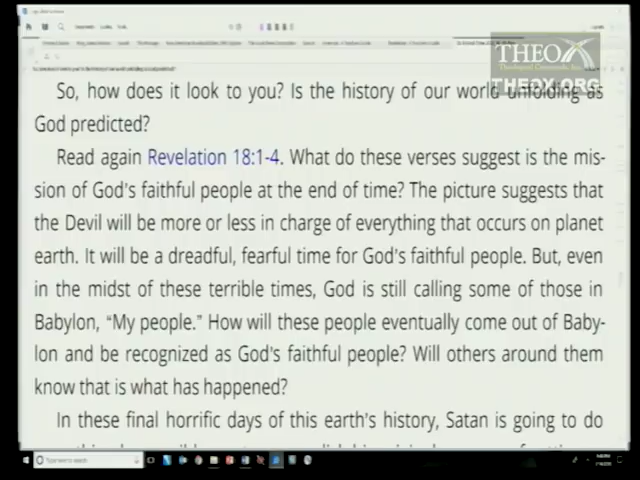 THEOX
THEOX.ORG
So, how does it look to you? Is the history of our world unfolding as
God predicted?
Read again Revelation 18:1-4. What do these verses suggest is the mis-
sion of God's faithful people at the end of time? The picture suggests that
the Devil will be more or less in charge of everything that occurs on planet
earth. It will be a dreadful, fearful time for God's faithful people. But, even
in the midst of these terrible times, God is still calling some of those in
Babylon, "My people." How will these people eventually come out of Baby-
lon and be recognized as God's faithful people? Will others around them
know that is what has happened?
In these final horrific days of this earth's history, Satan is going to do